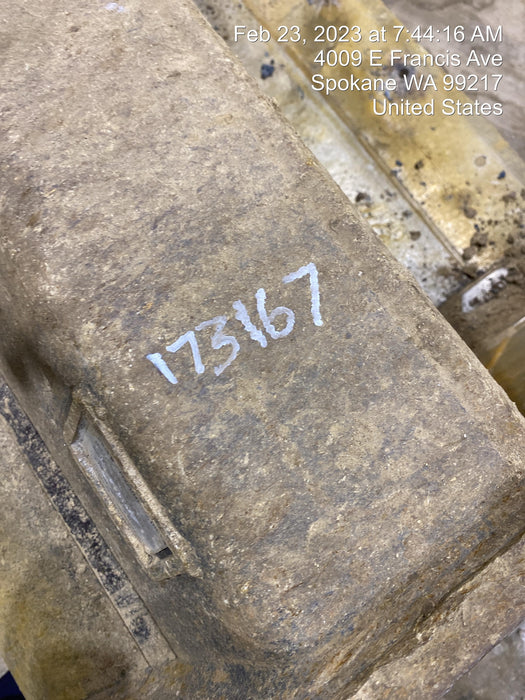 Feb 23, 2023 at 7:44:16 AM
4009 E Francis Ave
Spokane WA 99217
United States
173167